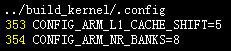 ../build_kernel/.config
353 CONFIG_ARM_L1_CACHE_SHIFT=5
354 CONFIG_ARM_NR_BANKS=8